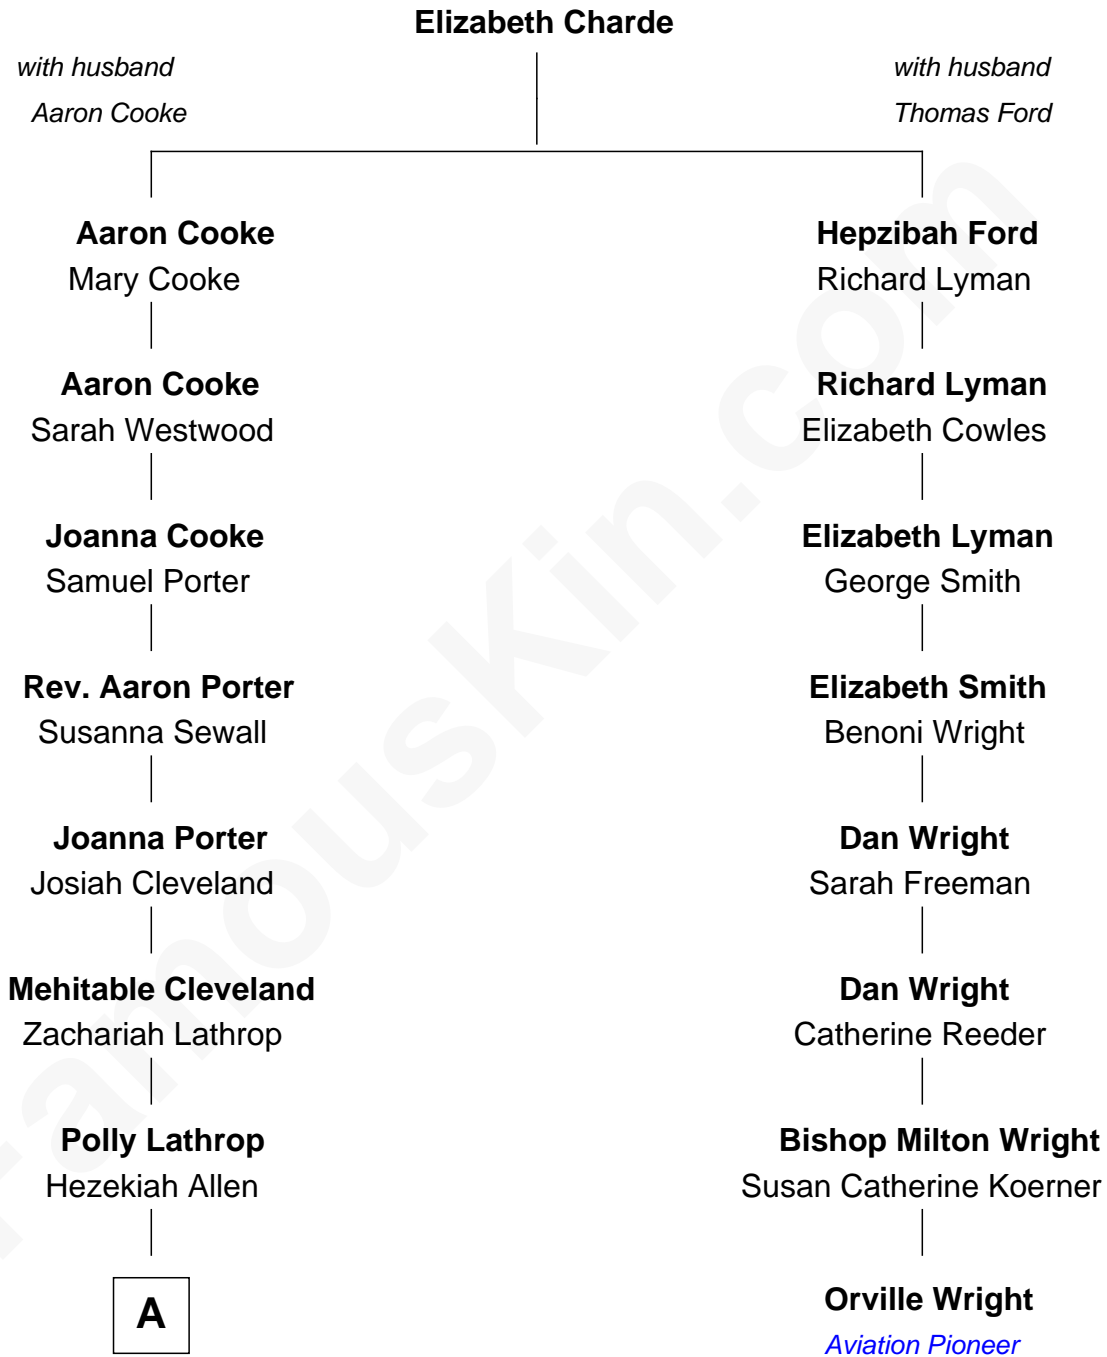 Elizabeth Charde
with husband
Aaron Cooke
with husband
Thomas Ford
Aaron Cooke
Mary Cooke
Hepzibah Ford
Richard Lyman
Aaron Cooke
Sarah Westwood
Richard Lyman
Elizabeth Cowles
Joanna Cooke
Samuel Porter
Elizabeth Lyman
George Smith
Rev. Aaron Porter
Susanna Sewall
Elizabeth Smith
Benoni Wright
Joanna Porter
Josiah Cleveland
Dan Wright
Sarah Freeman
Mehitable Cleveland
Zachariah Lathrop
Dan Wright
Catherine Reeder
Polly Lathrop
Hezekiah Allen
Bishop Milton Wright
Susan Catherine Koerner
A
Orville Wright
Aviation Pioneer
FamousKin.com